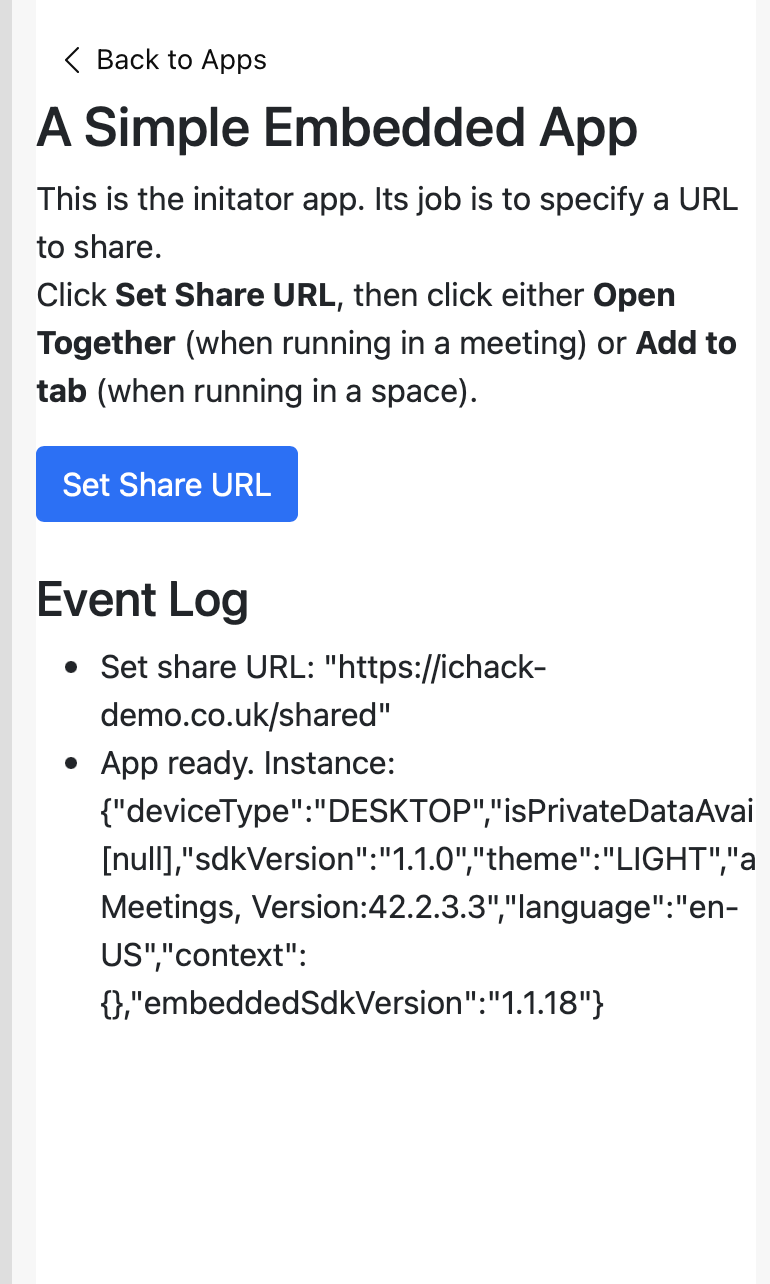 Back to Apps
A Simple Embedded App
This is the initator app. Its job is to specify a URL
to share.
Click Set Share URL, then click either Open
Together (when running in a meeting) or Add to
tab (when running in a space).
Set Share URL
Event Log
Set share URL: "https://ichack-
demo.co.uk/shared"
App ready. Instance:
{"deviceType":"DESKTOP","isPrivateDataAvai
[null],"sdkVersion":"1.1.0","theme":"LIGHT","a
Meetings, Version:42.2.3.3","language":"en-
US","context":
{},"embeddedSdkVersion":"1.1.18"}